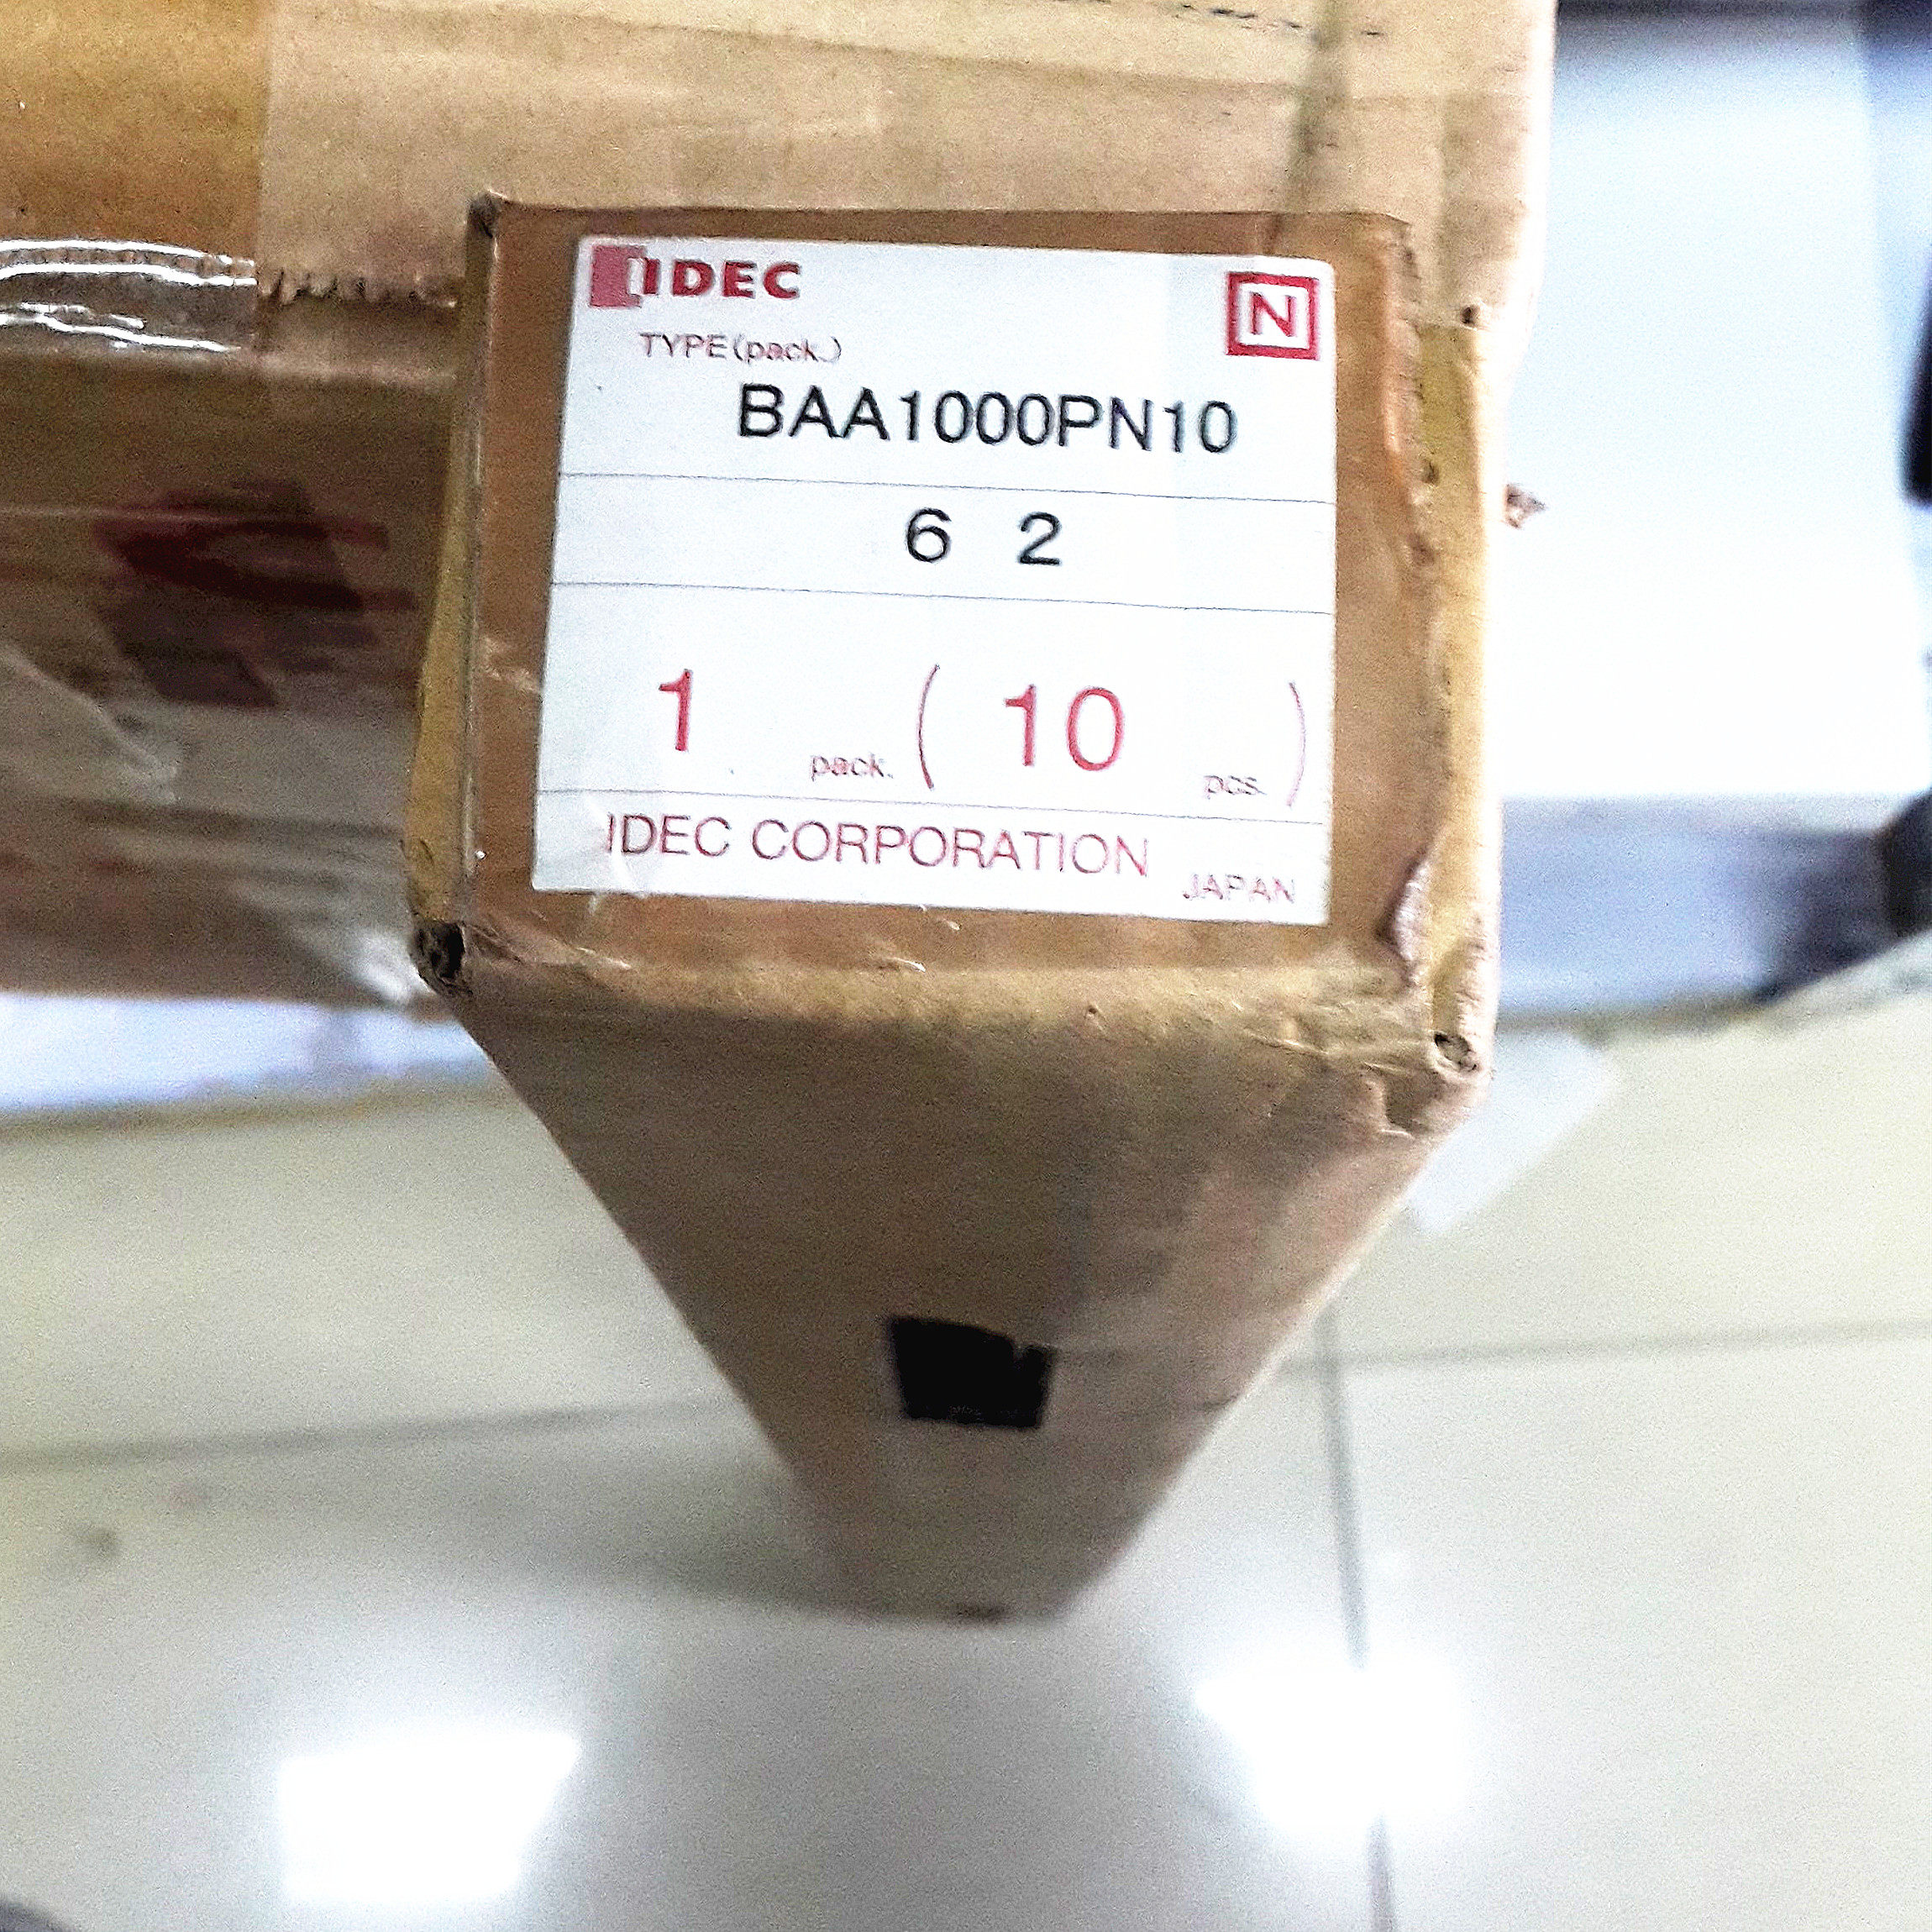 IDEC
N
TYPE(pack.)
BAA1000PN10
6 2
1 pack. ( 10 pcs. )
IDEC CORPORATION
JAPAN